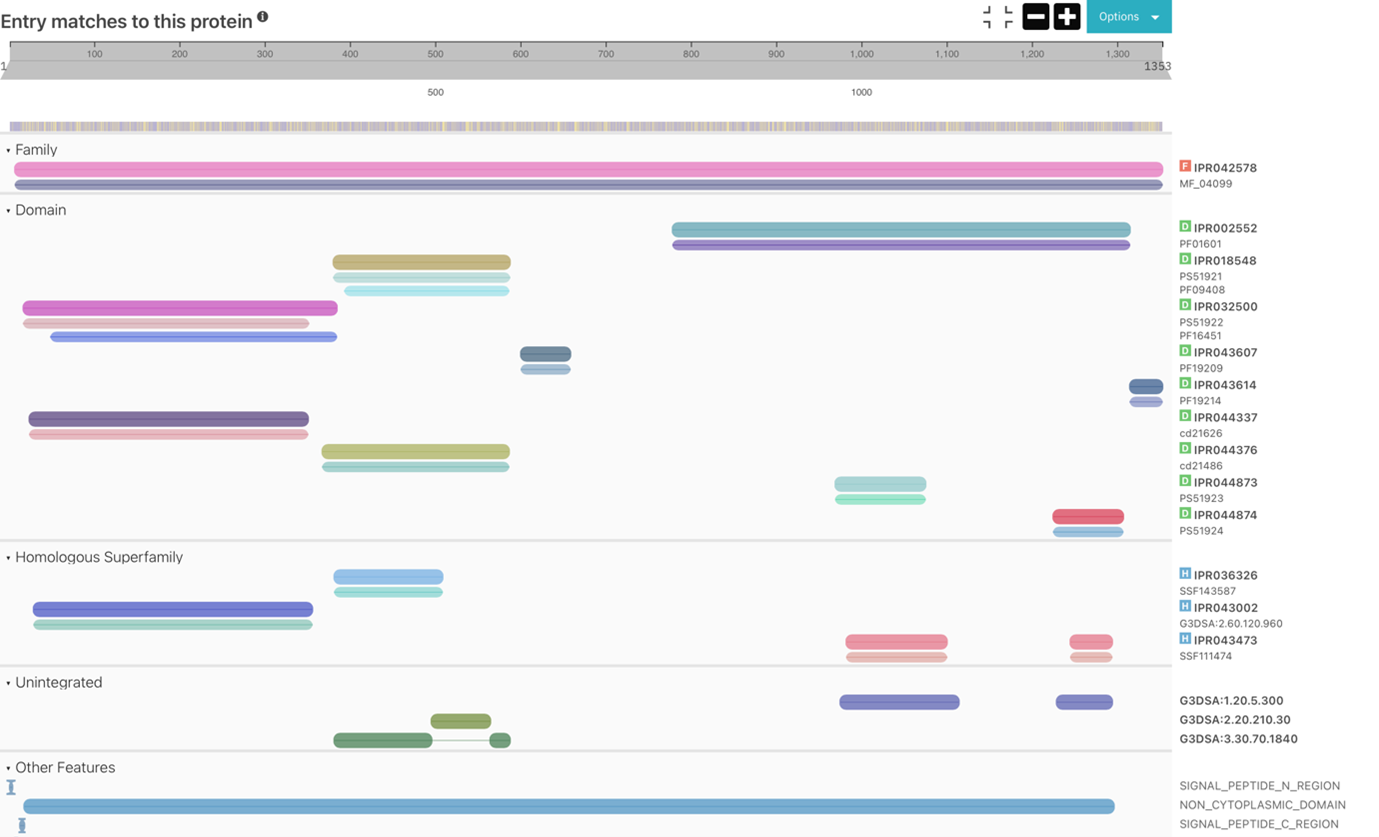 Entry matches to this protein
Options
100 200 300 400 500 600 700 800 900 1,000 1,100 1,200 1,300
1 1353
500 1000
Family
F IPR042578
MF_04099
Domain
D IPR002552
PF01601
D IPR018548
PS51921
PF09408
D IPR032500
PS51922
PF16451
D IPR043607
PF19209
D IPR043614
PF19214
D IPR044337
cd21626
D IPR044376
cd21486
D IPR044873
PS51923
D IPR044874
PS51924
Homologous Superfamily
H IPR036326
SSF143587
H IPR043002
G3DSA:2.60.120.960
H IPR043473
SSF111474
Unintegrated
G3DSA:1.20.5.300
G3DSA:2.20.210.30
G3DSA:3.30.70.1840
Other Features
SIGNAL_PEPTIDE_N_REGION
NON_CYTOPLASMIC_DOMAIN
SIGNAL_PEPTIDE_C_REGION